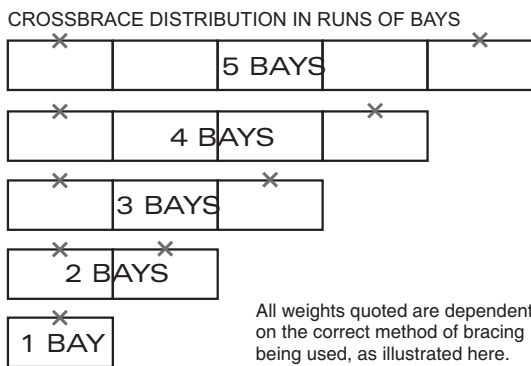 CROSSBRACE DISTRIBUTION IN RUNS OF BAYS
5 BAYS
4 BAYS
3 BAYS
2 BAYS
1 BAY
All weights quoted are dependent
on the correct method of bracing
being used, as illustrated here.